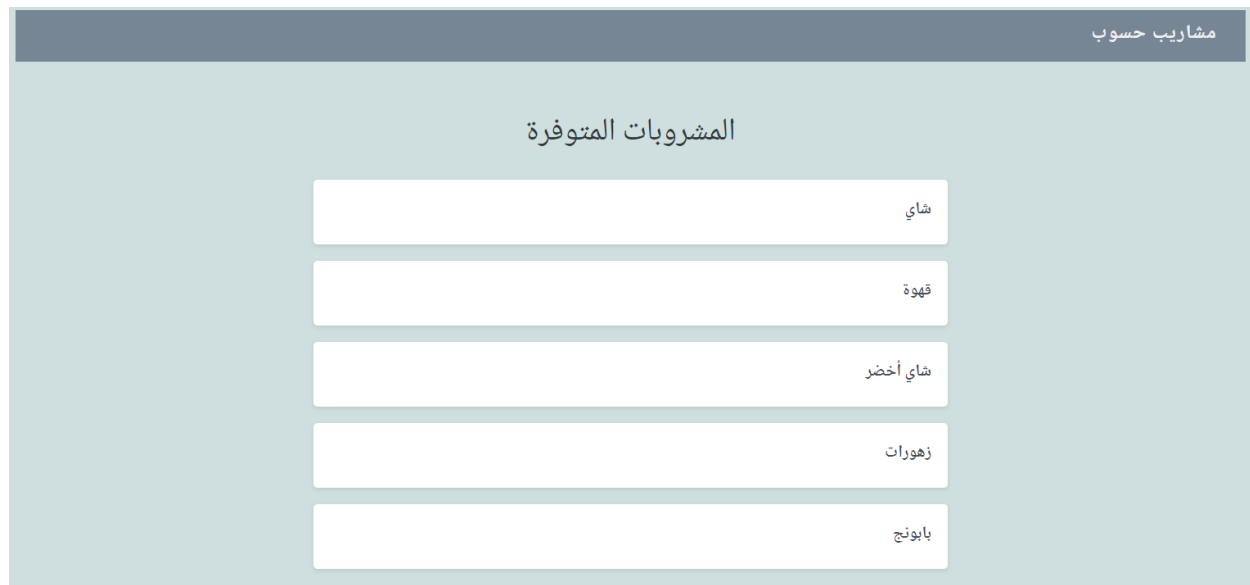 مشاريب حسوب
المشروبات المتوفرة
شاي
قهوة
شاي أخضر
زهورات
بابونج